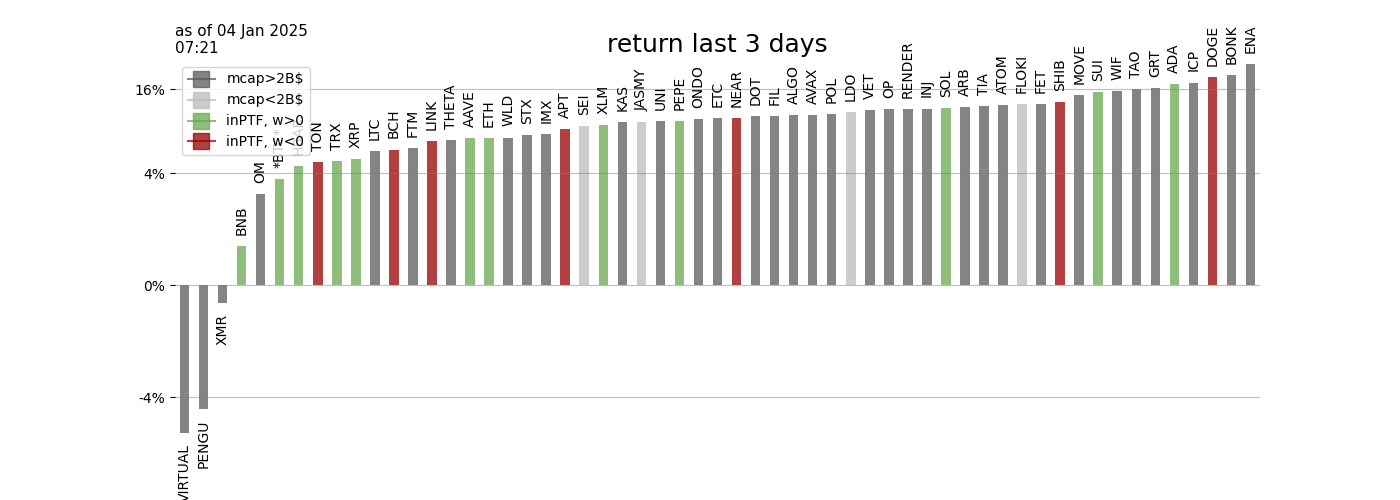 as of 04 Jan 2025
07:21
return last 3 days
mcap>2B$
mcap<2B$
inPTF, w>0
inPTF, w<0
16%
4%
0%
-4%
VIRTUAL
PENGU
XMR
BNB
OM
TON
TRX
XRP
LTC
BCH
FTM
LINK
THETA
AAVE
ETH
WLD
STX
IMX
APT
SEI
XLM
KAS
JASMY
UNI
PEPE
ONDO
ETC
NEAR
DOT
FIL
ALGO
AVAX
POL
LDO
VET
OP
RENDER
INJ
SOL
ARB
TIA
ATOM
FLOKI
FET
SHIB
MOVE
SUI
WIF
TAO
GRT
ADA
ICP
DOGE
BONK
ENA